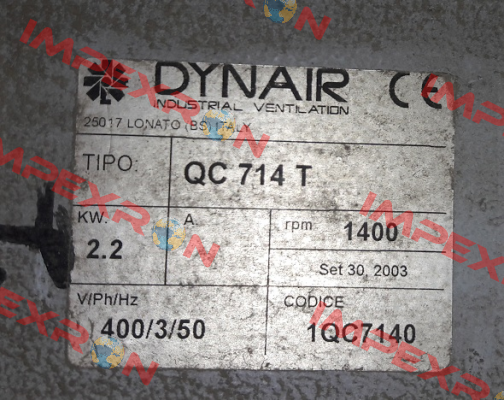 DYNAIR CE
INDUSTRIAL VENTILATION
25017 LONATO (BS) ITALY
TIPO: QC 714 T
KW. 2.2
A.
rpm 1400
Set 30, 2003
V/Ph/Hz 400/3/50
CODICE 1QC7140
IMPEXRON
IMPEXRON
IMPEXRON
IMPEXRON
IMPEXRON
IMPEXRON